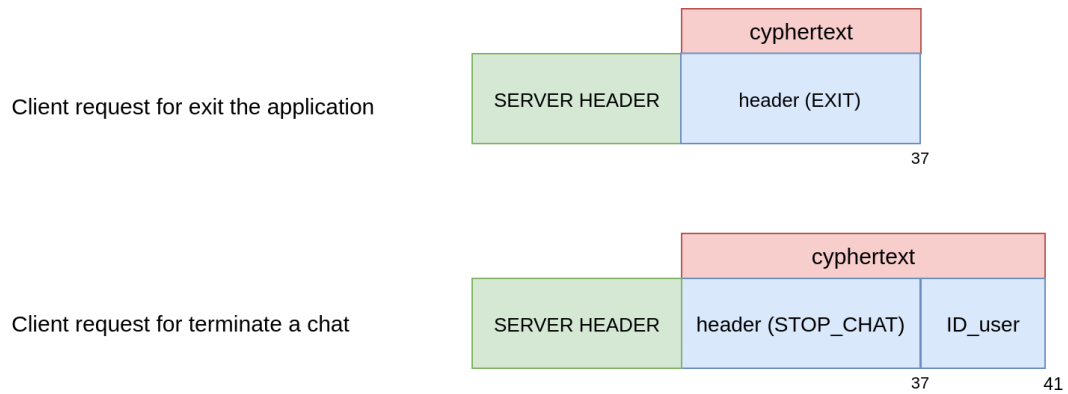 cyphertext
Client request for exit the application
SERVER HEADER
header (EXIT)
37
cyphertext
Client request for terminate a chat
SERVER HEADER
header (STOP_CHAT)
ID_user
37
41